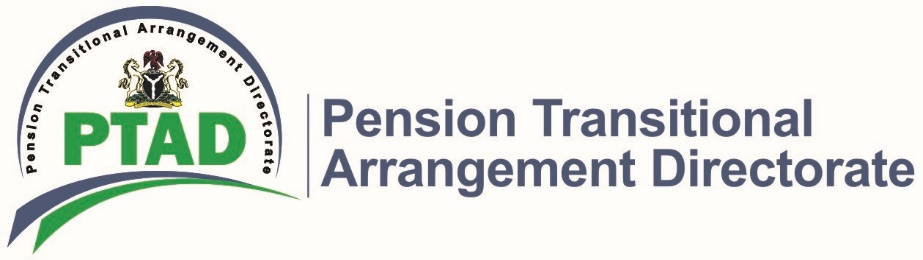 Pension Transitional Arrangement Directorate
PTAD
Pension Transitional
Arrangement Directorate